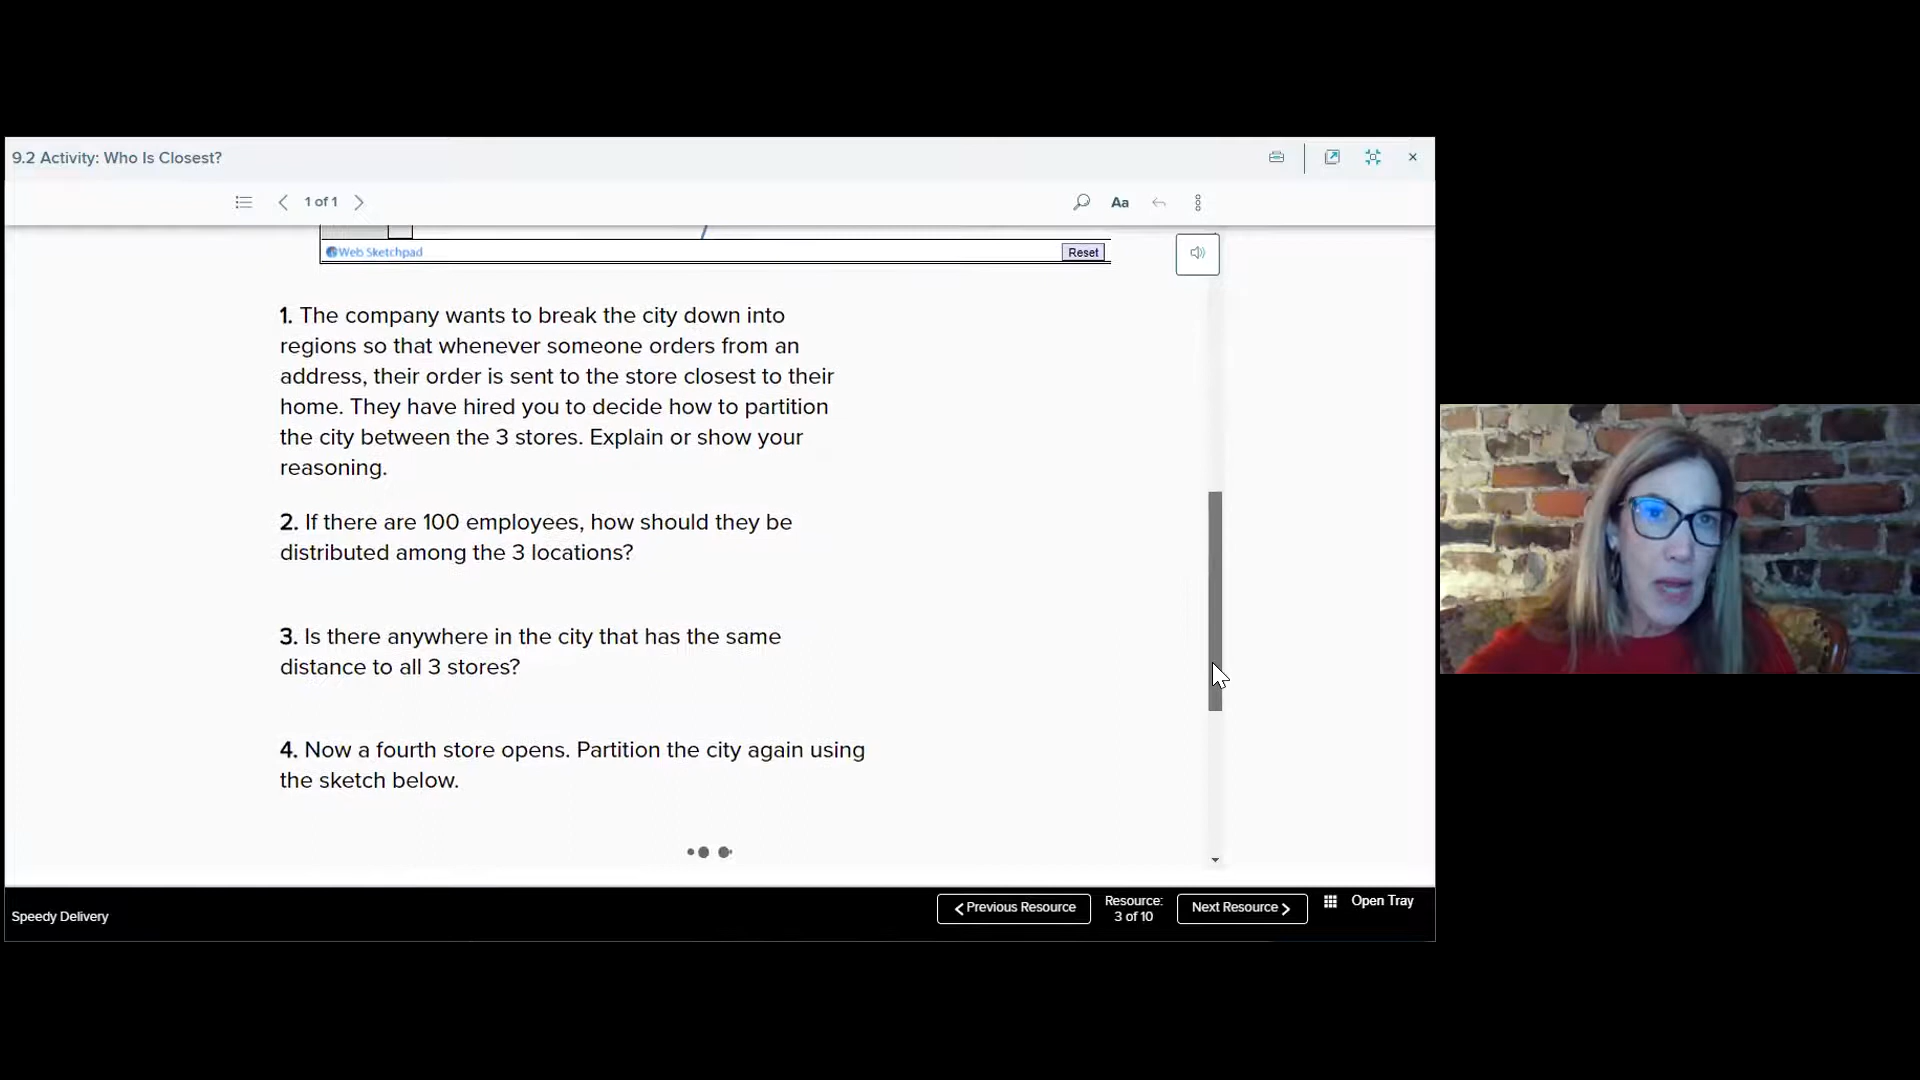 9.2 Activity: Who Is Closest?
1 of 1
Aa
Web Sketchpad
Reset
1. The company wants to break the city down into
regions so that whenever someone orders from an
address, their order is sent to the store closest to their
home. They have hired you to decide how to partition
the city between the 3 stores. Explain or show your
reasoning.
2. If there are 100 employees, how should they be
distributed among the 3 locations?
3. Is there anywhere in the city that has the same
distance to all 3 stores?
4. Now a fourth store opens. Partition the city again using
the sketch below.
Speedy Delivery
Previous Resource
Resource:
3 of 10
Next Resource
Open Tray